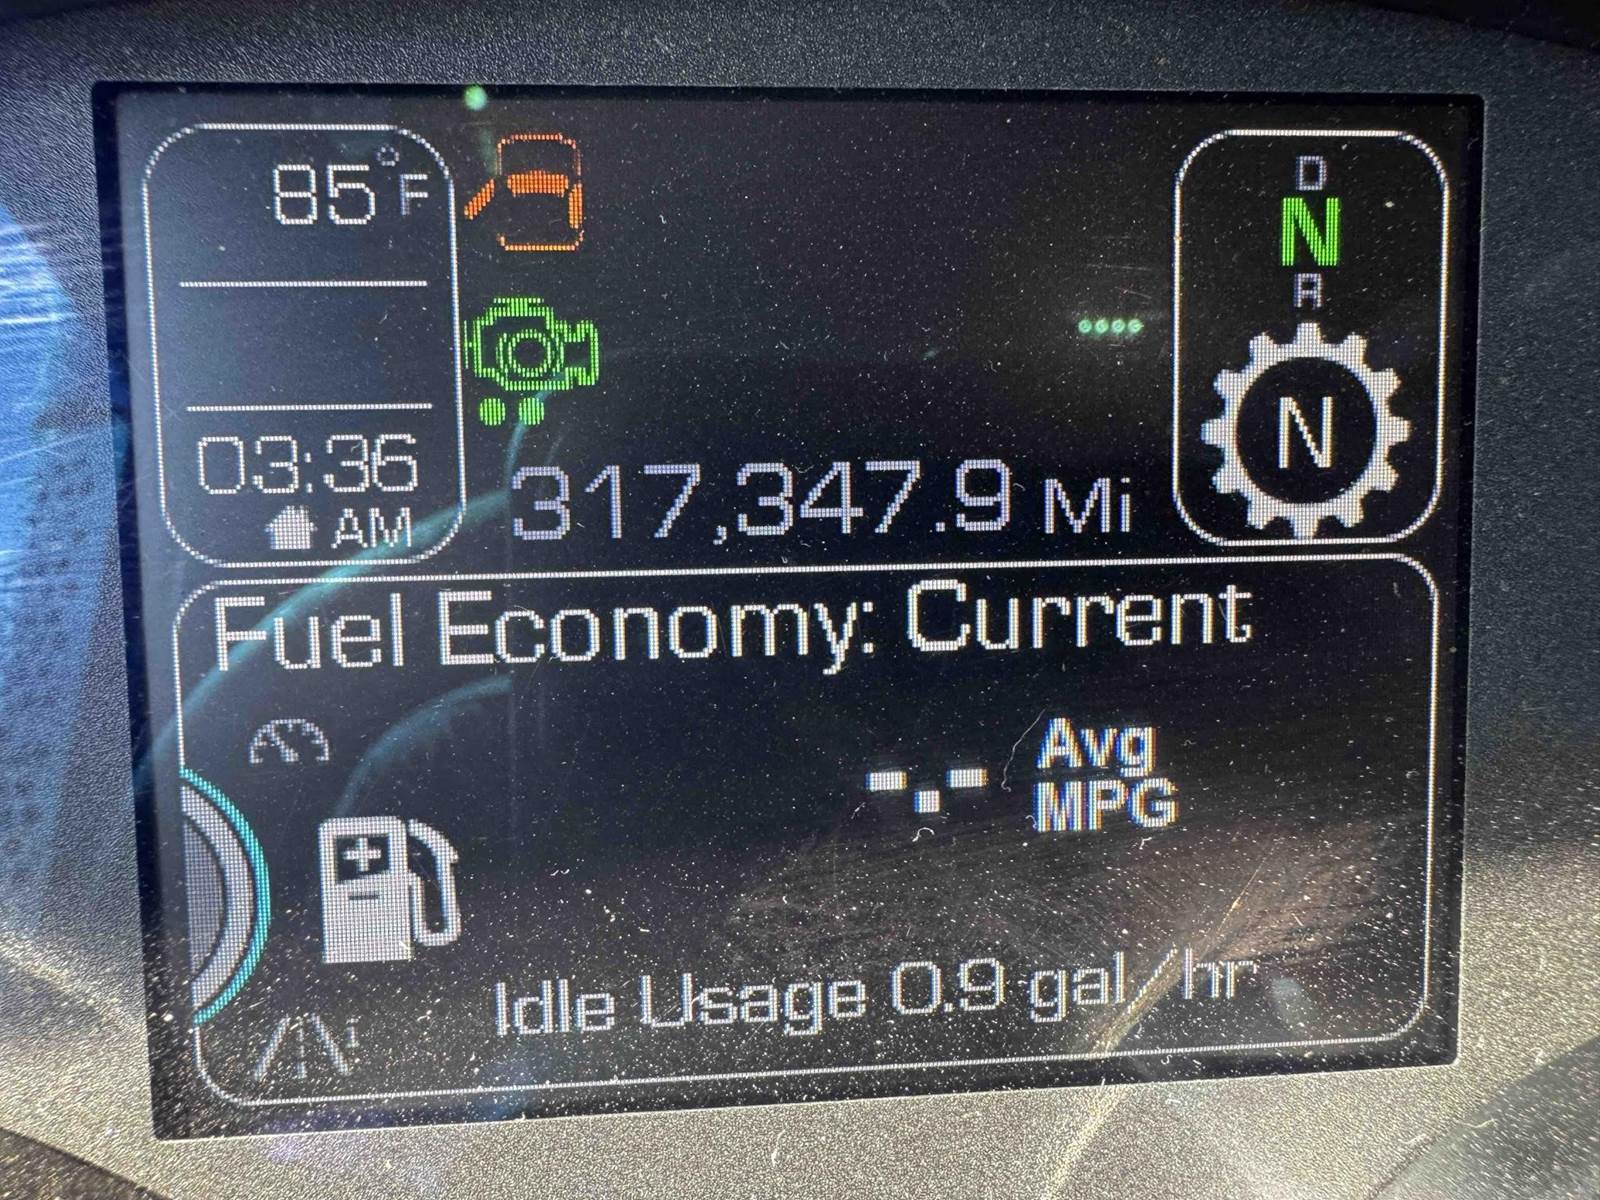 85°F
03:36
AM
317,347.9 Mi
D
N
R
N
Fuel Economy: Current
Avg
MPG
Idle Usage 0.9 gal/hr
i